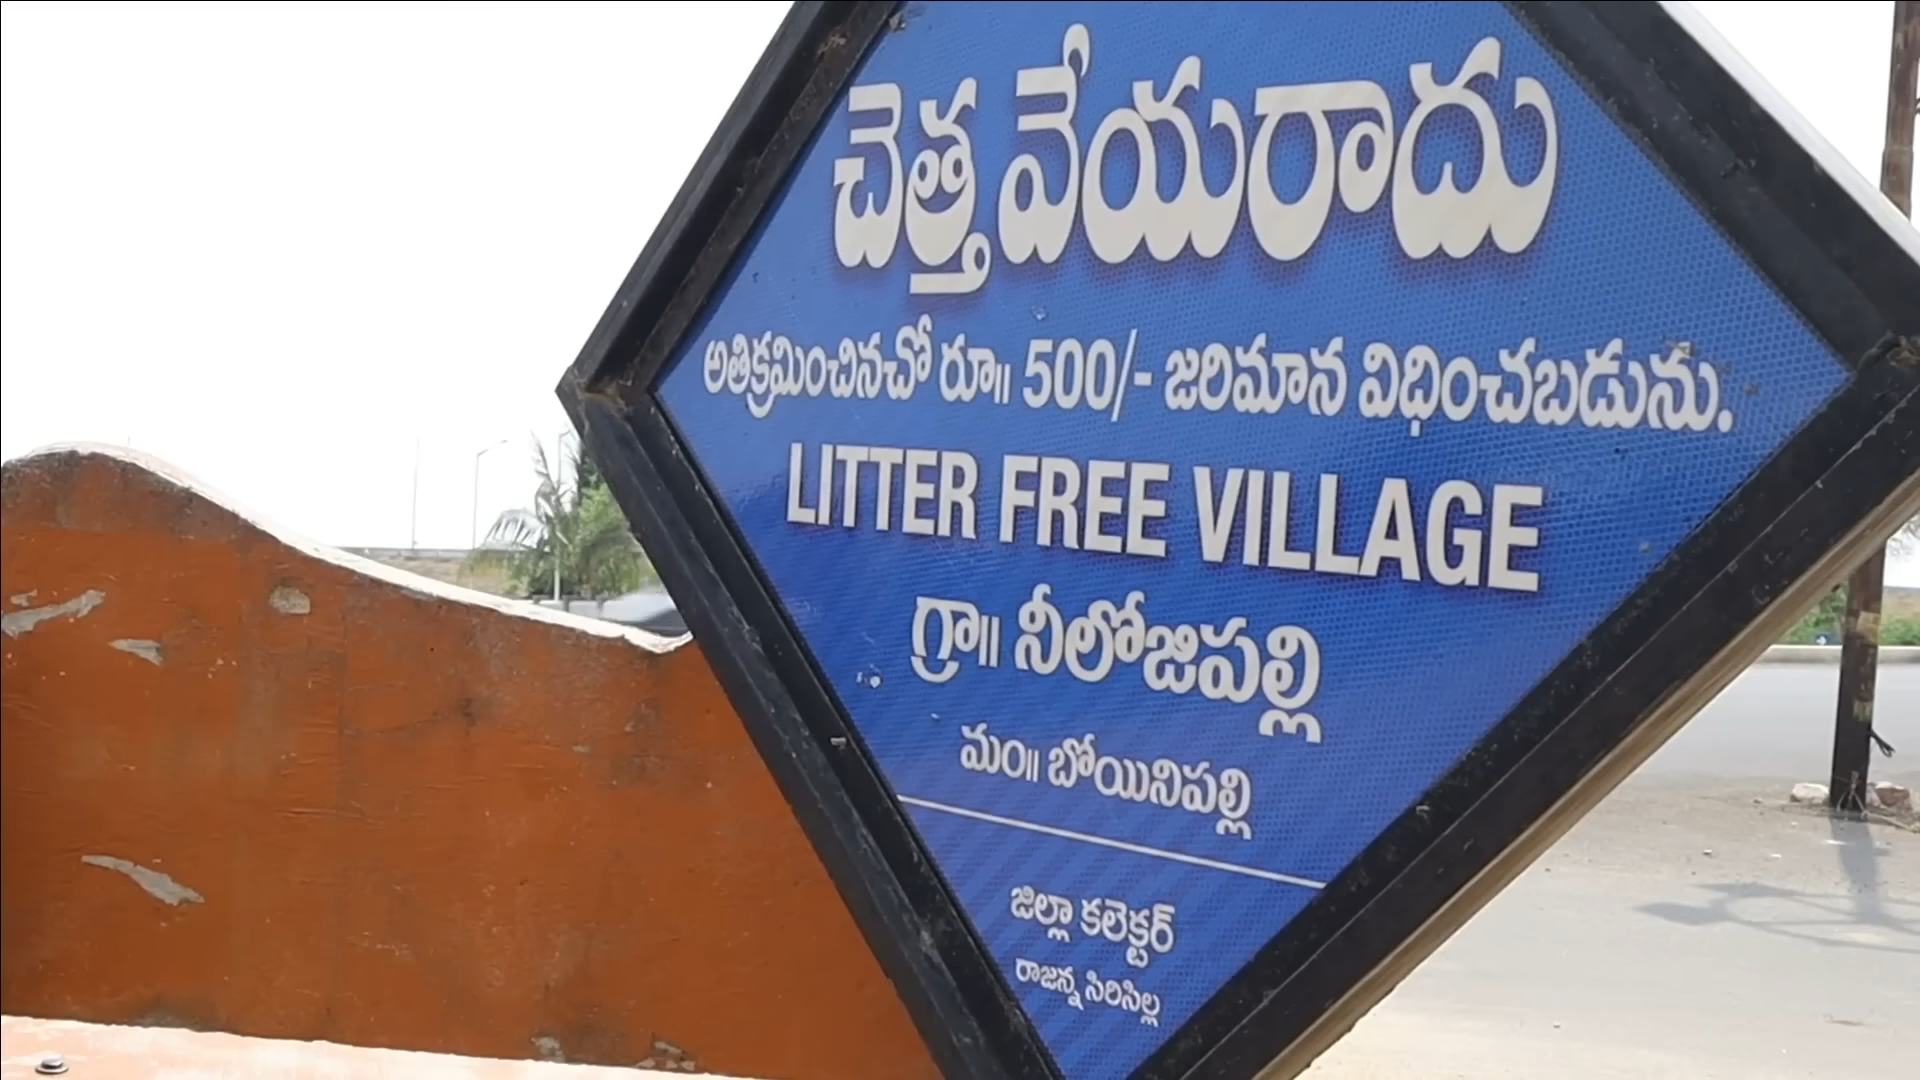 చెత్త వేయరాదు
అతిక్రమించినచో రూ॥ 500/- జరిమాన విధించబడును.
LITTER FREE VILLAGE
గ్రా॥ నీలోజిపల్లి
మం॥ బోయినిపల్లి
జిల్లా కలెక్టర్
రాజన్న సిరిసిల్ల